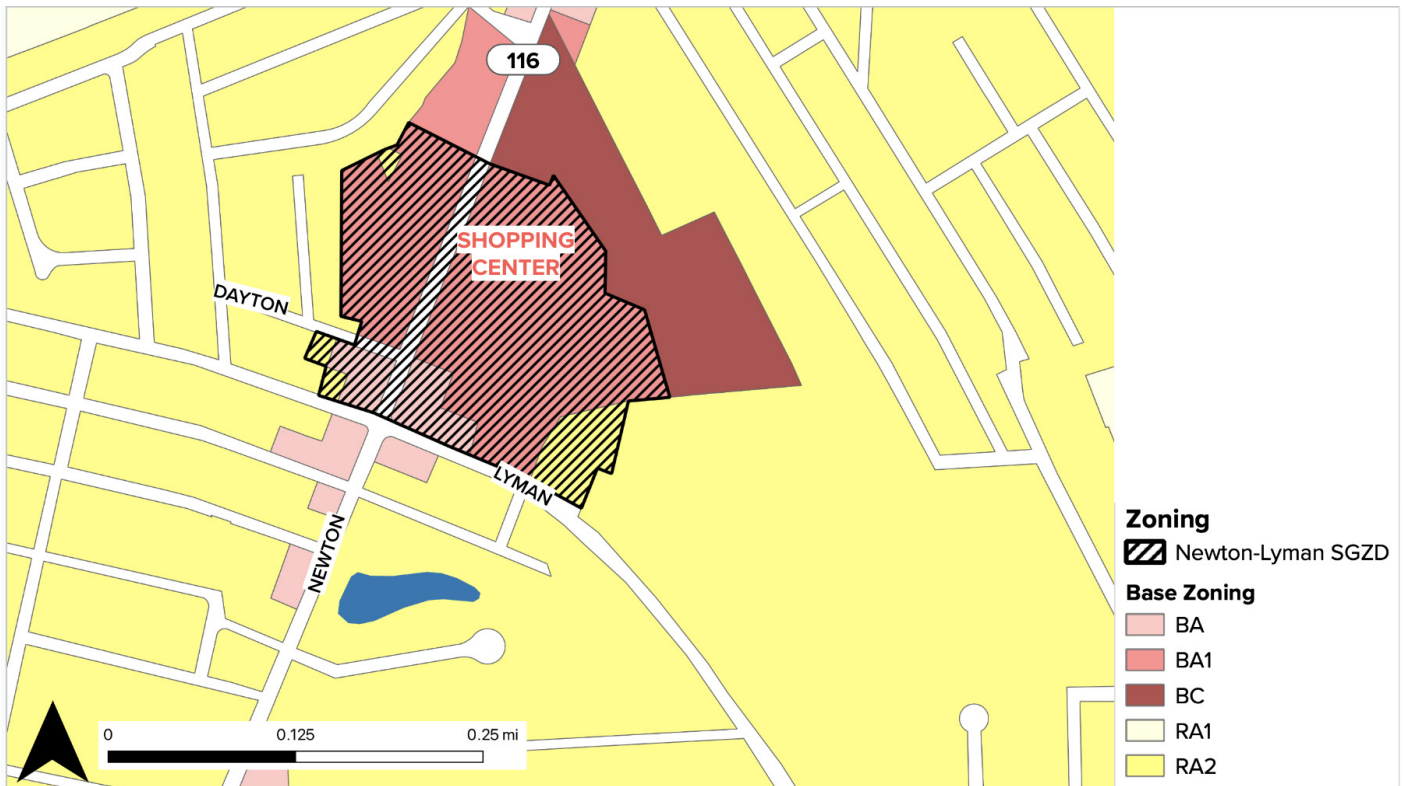 116
SHOPPING
CENTER
DAYTON
LYMAN
NEWTON
0 0.125 0.25 mi
Zoning
Newton-Lyman SGZD
Base Zoning
BA
BA1
BC
RA1
RA2